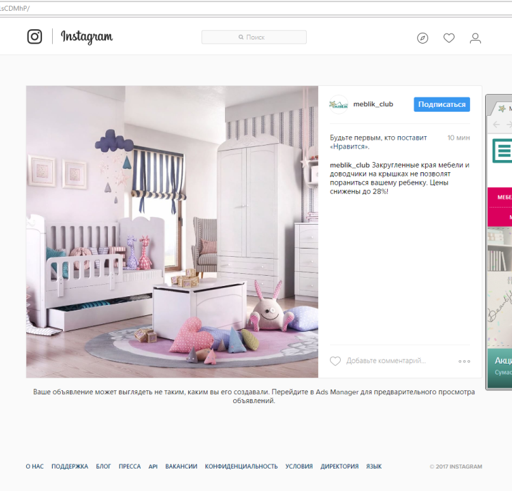 .sCDMhP/
Instagram
Поиск
meblik_club
Подписаться
Будьте первым, кто поставит «Нравится».
10 мин
meblik_club Закругленные края мебели и
доводчики на крышках не позволят
пораниться вашему ребенку. Цены
снижены до 28%!
Добавьте комментарий...
Ваше объявление может выглядеть не таким, каким вы его создавали. Перейдите в Ads Manager для предварительного просмотра
объявлений.
О НАС ПОДДЕРЖКА БЛОГ ПРЕССА API ВАКАНСИИ КОНФИДЕНЦИАЛЬНОСТЬ УСЛОВИЯ ДИРЕКТОРИЯ ЯЗЫК
© 2017 INSTAGRAM
МЕБЕ
Акци
Сумас